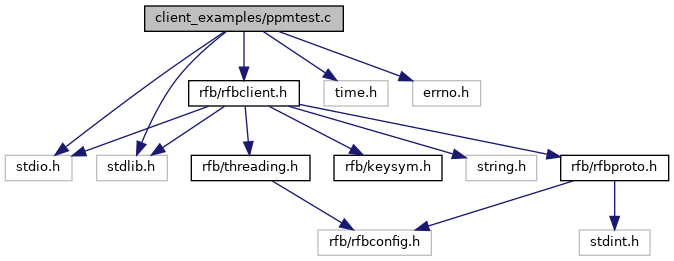 client_examples/ppmtest.c
rfb/rfbclient.h
time.h
errno.h
stdio.h
stdlib.h
rfb/threading.h
rfb/keysym.h
string.h
rfb/rfbproto.h
rfb/rfbconfig.h
stdint.h